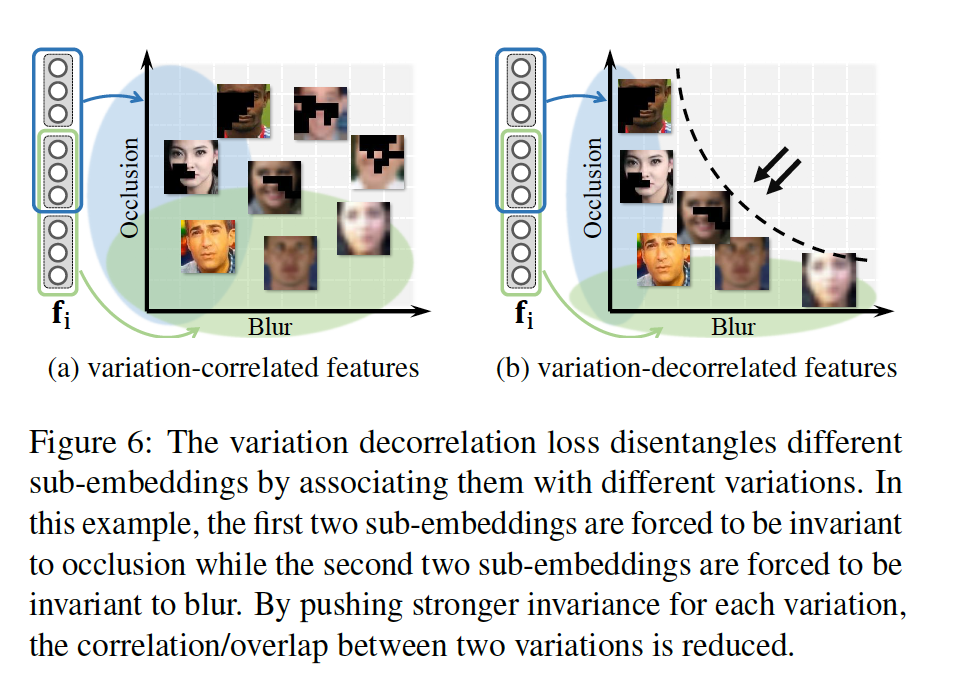 Occlusion
f_i
Blur
(a) variation-correlated features
Occlusion
f_i
Blur
(b) variation-decorrelated features
Figure 6: The variation decorrelation loss disentangles different
sub-embeddings by associating them with different variations. In
this example, the first two sub-embeddings are forced to be invariant
to occlusion while the second two sub-embeddings are forced to be
invariant to blur. By pushing stronger invariance for each variation,
the correlation/overlap between two variations is reduced.